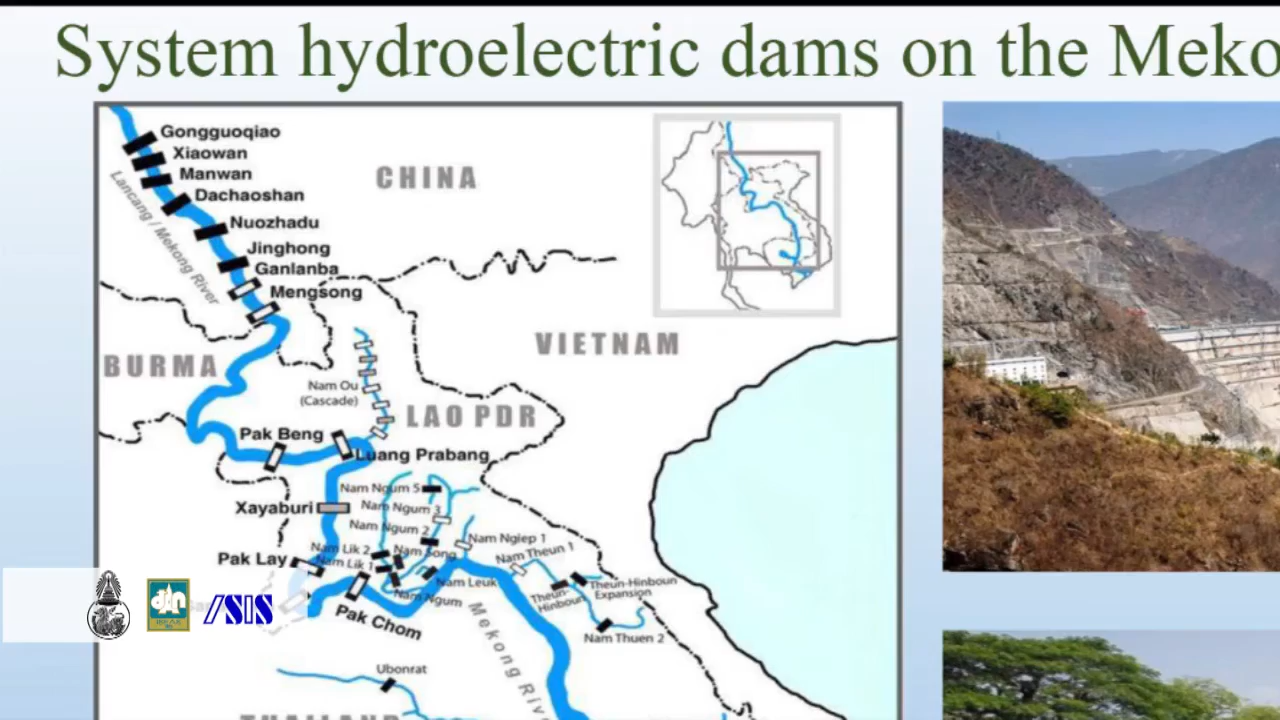 System hydroelectric dams on the Meko
Gongguoqiao
Xiaowan
CHINA
Manwan
Dachaoshan
Nuozhadu
Lancang / Mekong River
Jinghong
Ganlanba
Mengsong
VIETNAM
BURMA
Nam Ou
(Cascade)
LAO PDR
Pak Beng
Luang Prabang
Nam Ngum 5
Xayaburi
Nam Ngum 3
Nam Ngum 2
Nam Ngiep 1
Nam Lik 2
Nam Song
Nam Theun 1
Pak Lay
Nam Lik 1
Nam Leuk
Theun-Hinboun
Expansion
Theun-
Hinboun
Nam Ngum
Pak Chom
Nam Thuen 2
Mekong Rive
ISIS
Ubonrat
THAILAND